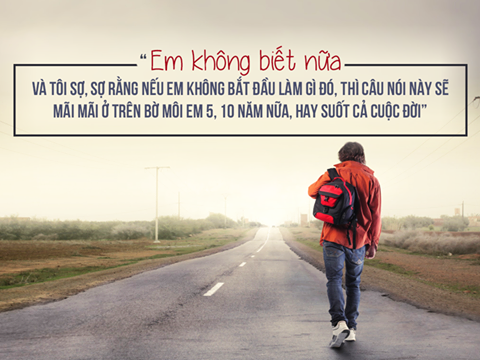 “Em không biết nữa
VÀ TÔI SỢ, SỢ RẰNG NẾU EM KHÔNG BẮT ĐẦU LÀM GÌ ĐÓ, THÌ CÂU NÓI NÀY SẼ
MÃI MÃI Ở TRÊN BỜ MÔI EM 5, 10 NĂM NỮA, HAY SUỐT CẢ CUỘC ĐỜI”